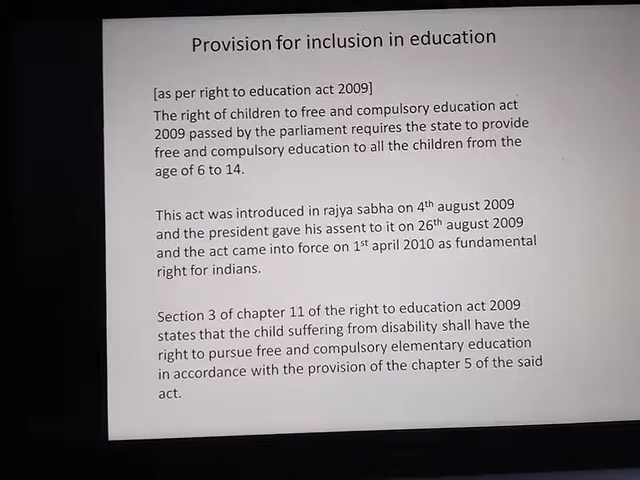 Provision for inclusion in education
[as per right to education act 2009]
The right of children to free and compulsory education act
2009 passed by the parliament requires the state to provide
free and compulsory education to all the children from the
age of 6 to 14.
This act was introduced in rajya sabha on 4th august 2009
and the president gave his assent to it on 26th august 2009
and the act came into force on 1st april 2010 as fundamental
right for indians.
Section 3 of chapter 11 of the right to education act 2009
states that the child suffering from disability shall have the
right to pursue free and compulsory elementary education
in accordance with the provision of the chapter 5 of the said
act.